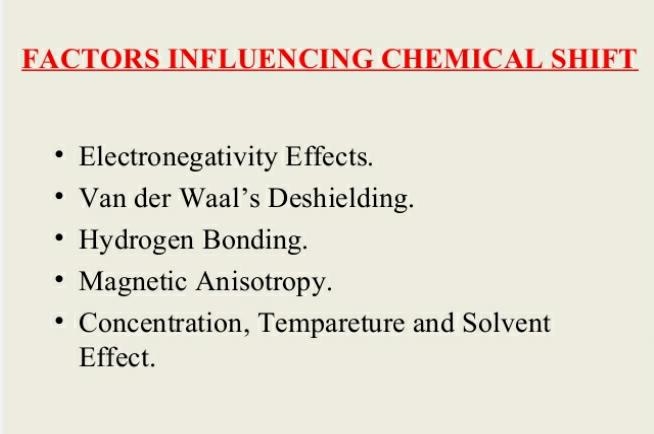 FACTORS INFLUENCING CHEMICAL SHIFT
• Electronegativity Effects.
• Van der Waal’s Deshielding.
• Hydrogen Bonding.
• Magnetic Anisotropy.
• Concentration, Tempareture and Solvent
Effect.